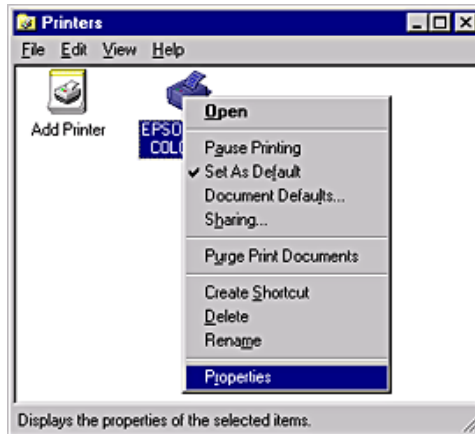 Printers
File Edit View Help
Add Printer
EPSO
COLO
Open
Pause Printing
Set As Default
Document Defaults...
Sharing...
Purge Print Documents
Create Shortcut
Delete
Rename
Properties
Displays the properties of the selected items.